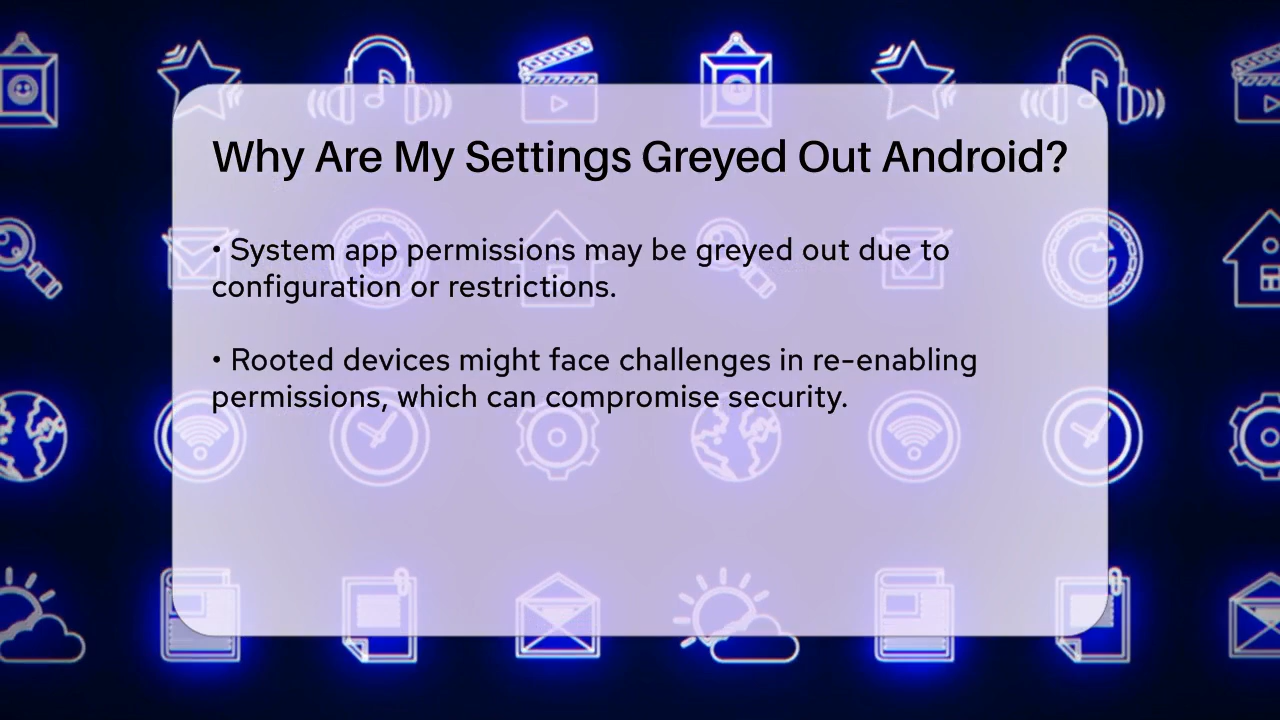 Why Are My Settings Greyed Out Android?
• System app permissions may be greyed out due to
configuration or restrictions.
• Rooted devices might face challenges in re-enabling
permissions, which can compromise security.